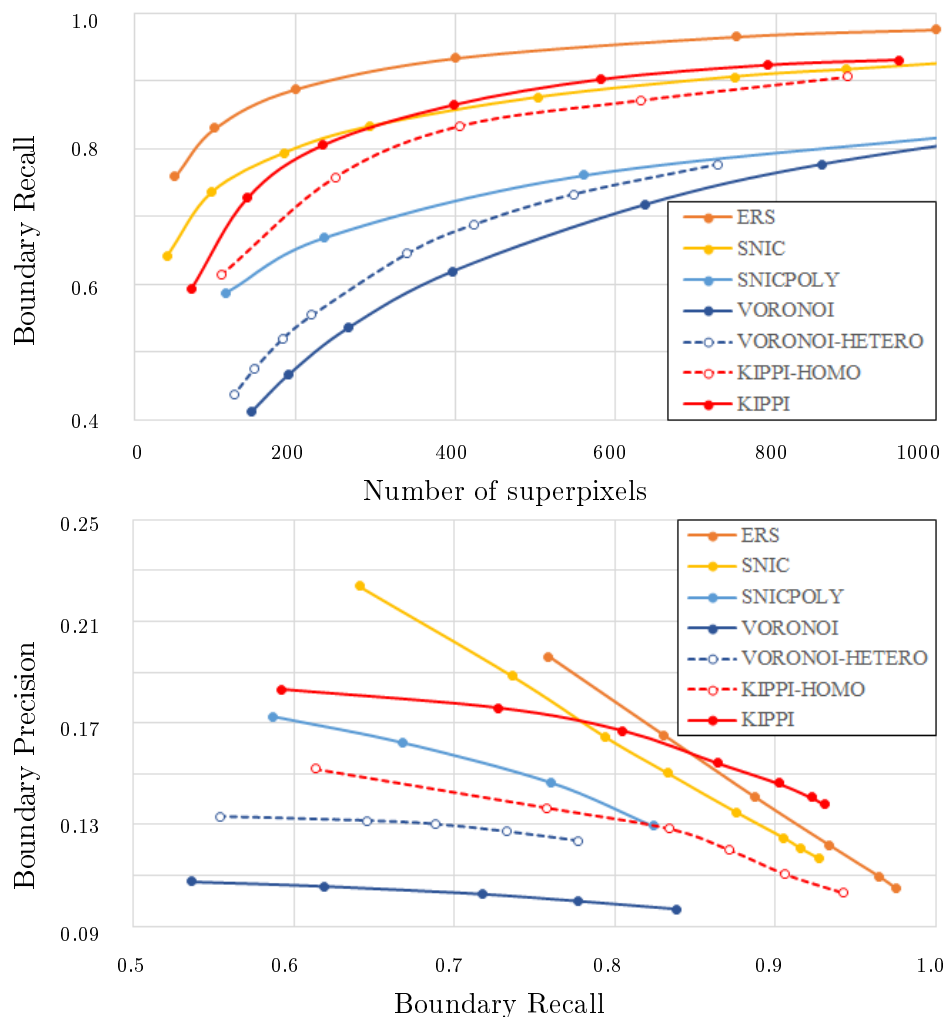 1.0
0.8
0.6
0.4
Boundary Recall
0 200 400 600 800 1000
Number of superpixels
ERS
SNIC
SNICPOLY
VORONOI
VORONOI-HETERO
KIPPI-HOMO
KIPPI
0.25
0.21
0.17
0.13
0.09
Boundary Precision
0.5 0.6 0.7 0.8 0.9 1.0
Boundary Recall
ERS
SNIC
SNICPOLY
VORONOI
VORONOI-HETERO
KIPPI-HOMO
KIPPI